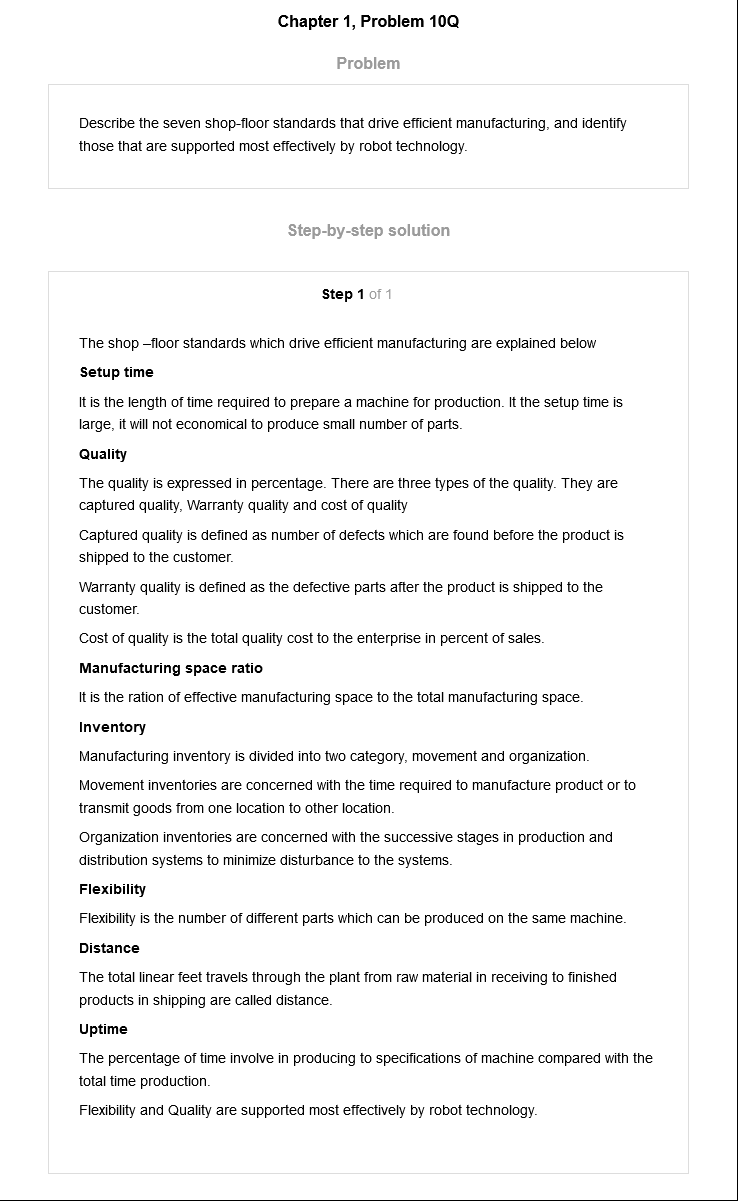 Chapter 1, Problem 10Q
Problem
Describe the seven shop-floor standards that drive efficient manufacturing, and identify
those that are supported most effectively by robot technology.
Step-by-step solution
Step 1 of 1
The shop –floor standards which drive efficient manufacturing are explained below
Setup time
It is the length of time required to prepare a machine for production. It the setup time is
large, it will not economical to produce small number of parts.
Quality
The quality is expressed in percentage. There are three types of the quality. They are
captured quality, Warranty quality and cost of quality
Captured quality is defined as number of defects which are found before the product is
shipped to the customer.
Warranty quality is defined as the defective parts after the product is shipped to the
customer.
Cost of quality is the total quality cost to the enterprise in percent of sales.
Manufacturing space ratio
It is the ration of effective manufacturing space to the total manufacturing space.
Inventory
Manufacturing inventory is divided into two category, movement and organization.
Movement inventories are concerned with the time required to manufacture product or to
transmit goods from one location to other location.
Organization inventories are concerned with the successive stages in production and
distribution systems to minimize disturbance to the systems.
Flexibility
Flexibility is the number of different parts which can be produced on the same machine.
Distance
The total linear feet travels through the plant from raw material in receiving to finished
products in shipping are called distance.
Uptime
The percentage of time involve in producing to specifications of machine compared with the
total time production.
Flexibility and Quality are supported most effectively by robot technology.